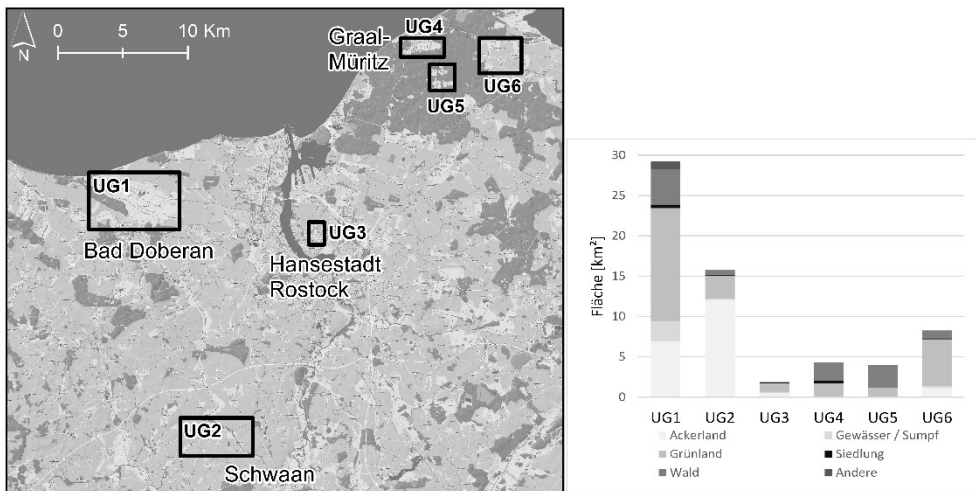 N
0 5 10 Km
UG4
Graal-
Müritz
UG6
UG5
UG1
Bad Doberan
UG3
Hansestadt
Rostock
UG2
Schwaan
Fläche [km²]
30
25
20
15
10
5
0
UG1 UG2 UG3 UG4 UG5 UG6
Ackerland Gewässer / Sumpf
Grünland Siedlung
Wald Andere